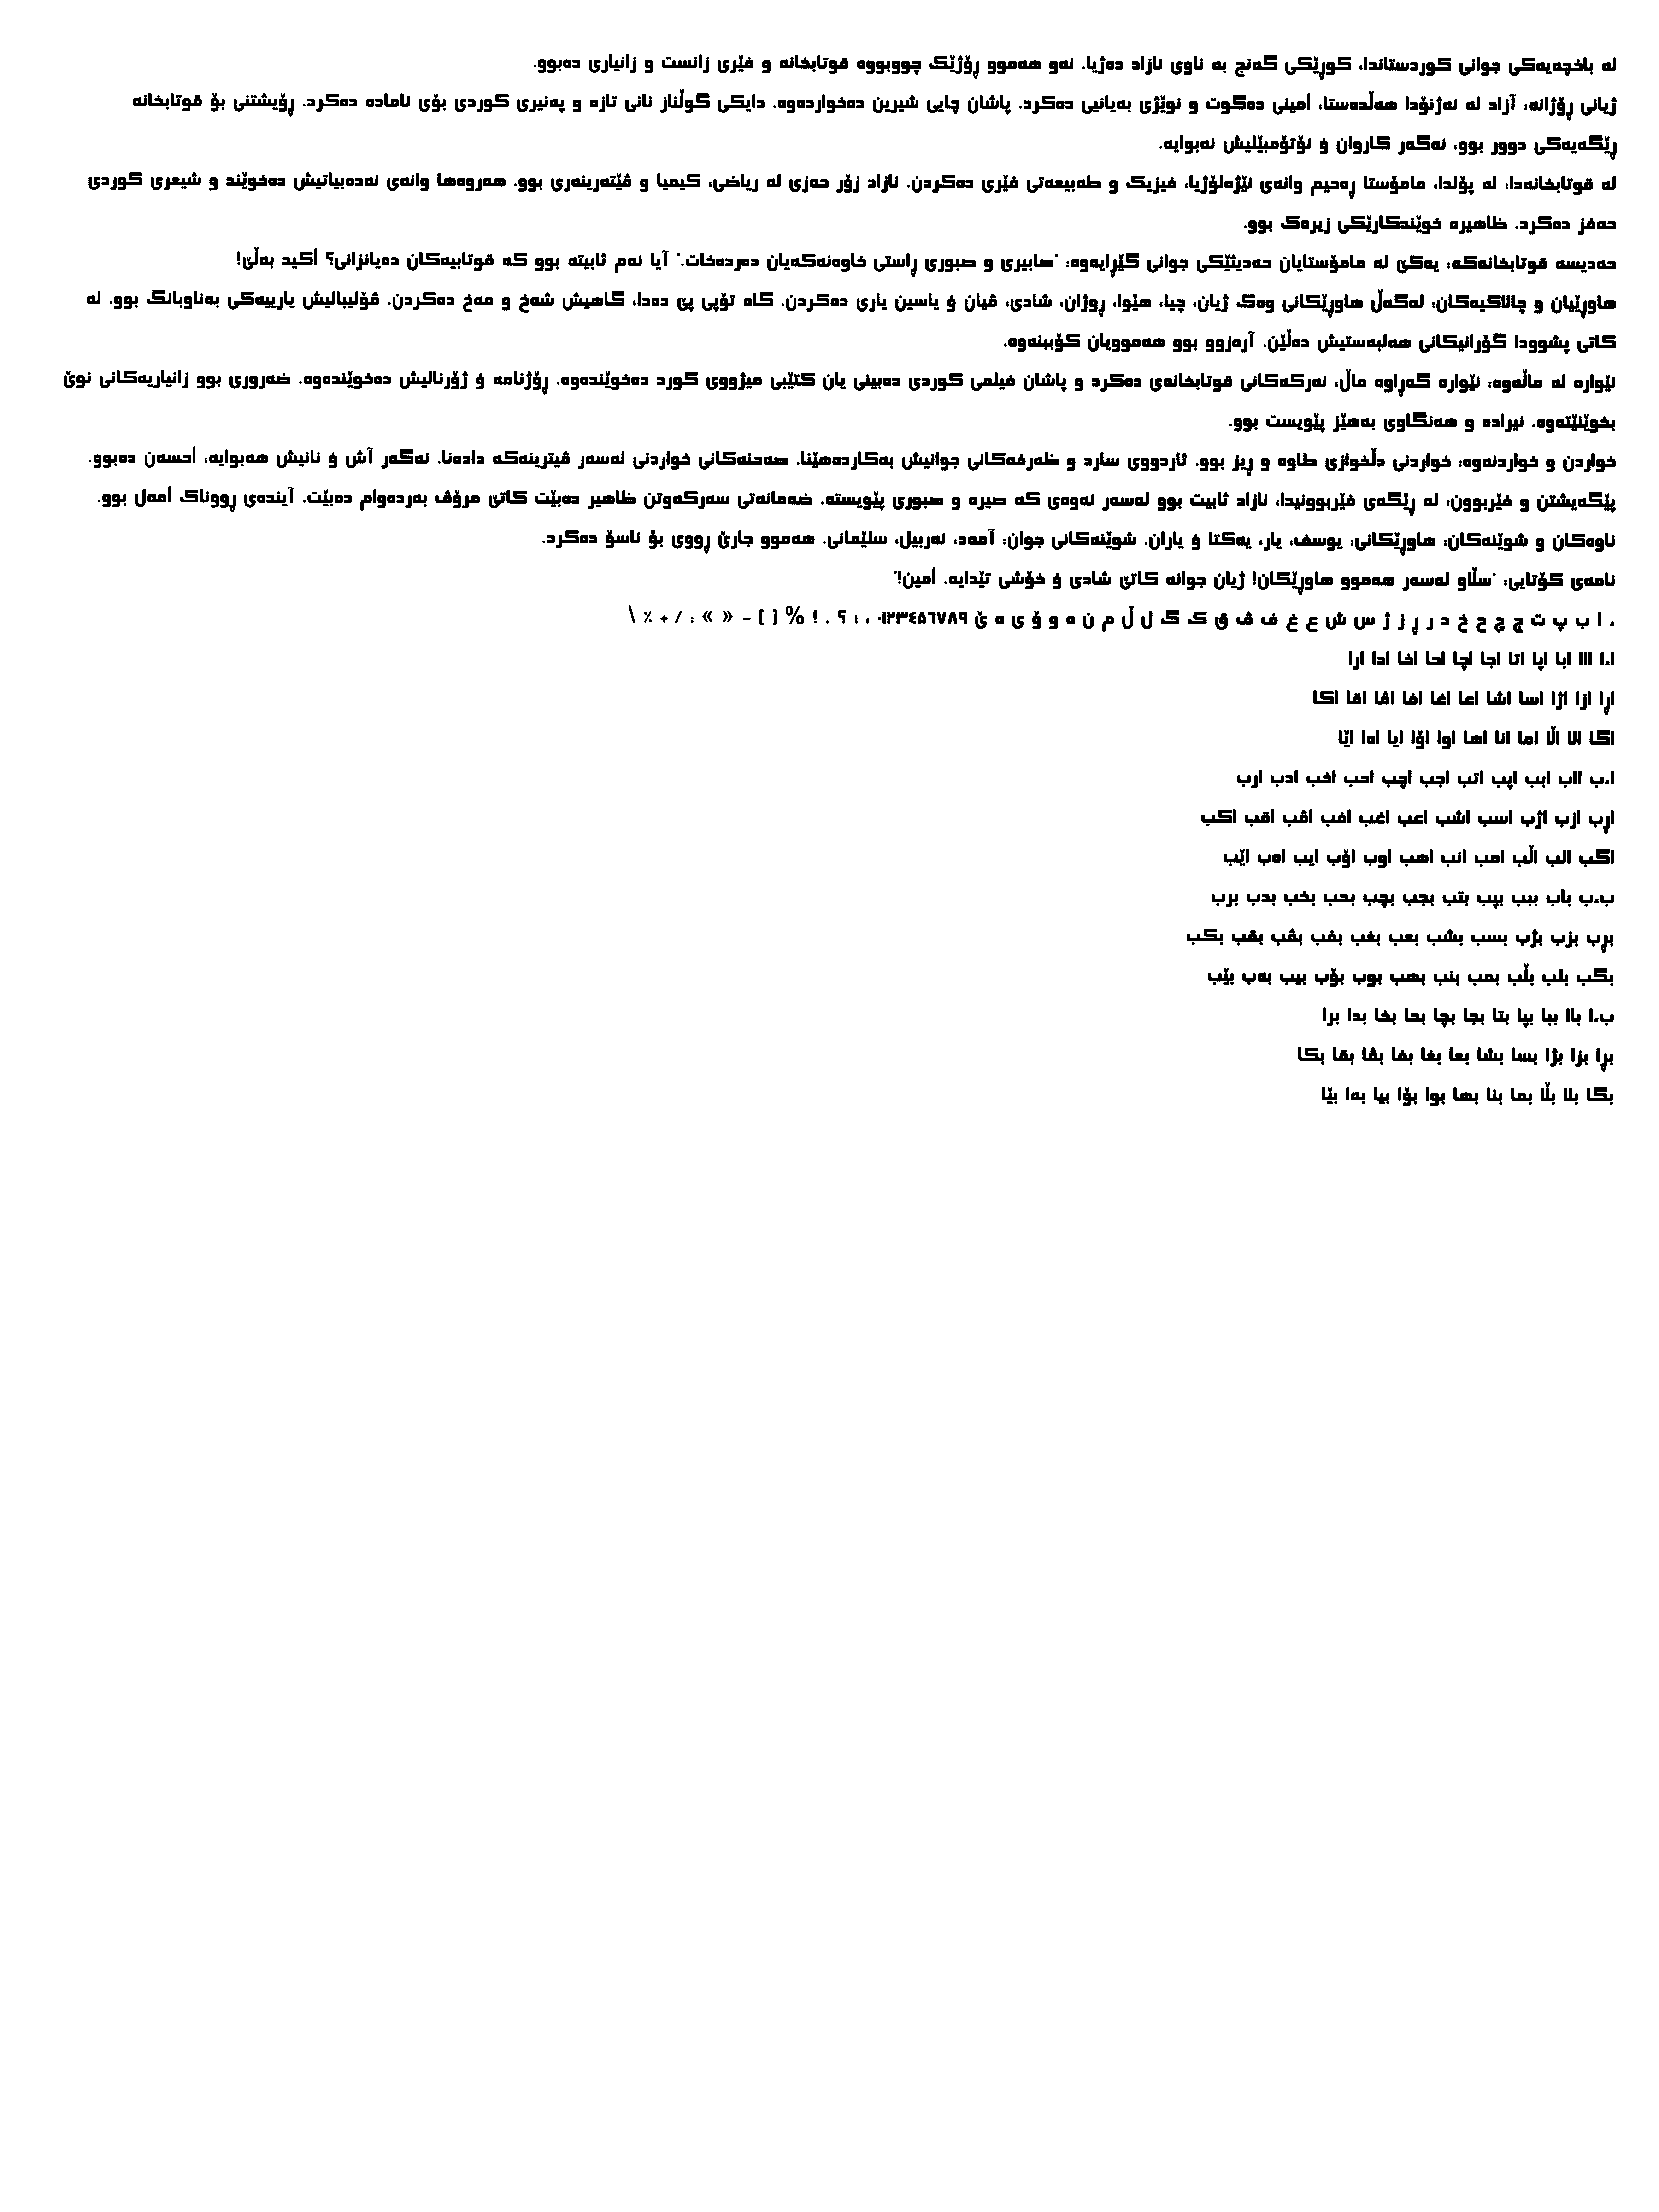 لە باخچەیەکی جوانی کوردستاندا، کوڕێکی گەنج بە ناوی ئازاد دەژیا. ئەو هەموو ڕۆژێک چووبووە قوتابخانە و فێری زانست و زانیاری دەبوو.
ژیانی ڕۆژانە: آزاد لە ئەژنۆدا هەڵدەستا، أمینی دەگوت و نوێژی بەیانیی دەکرد. پاشان چایی شیرین دەخواردەوە. دایکی گوڵناز نانی تازە و پەنیری کوردی بۆی ئامادە دەکرد. ڕۆیشتنی بۆ قوتابخانە
ڕێگەیەکی دوور بوو، ئەگەر کاروان ؤ ئۆتۆمبێلیش نەبوایە.
لە قوتابخانەدا: لە پۆلدا، مامۆستا ڕەحیم وانەی ئێژەلۆژیا، فیزیک و طەبیعەتی فێری دەکردن. ئازاد زۆر حەزی لە ریاضی، کیمیا و ڤێتەرینەری بوو. هەروەها وانەی ئەدەبیاتیش دەخوێند و شیعری کوردی
حەفز دەکرد. ظاهیرە خوێندکارێکی زیرەک بوو.
حەدیسە قوتابخانەکە: یەکێ لە مامۆستایان حەدیثێکی جوانی گێڕایەوە: "صابیری و صبوری ڕاستی خاوەنەکەیان دەردەخات." آیا ئەم ثابیتە بوو کە قوتابیەکان دەیانزانی؟ أکید بەڵێ!
هاوڕێیان و چالاکیەکان: لەگەڵ هاوڕێکانی وەک ژیان، چیا، هێوا، ڕوژان، شادی، ڤیان ؤ یاسین یاری دەکردن. گاە تۆپی پێ دەدا، گاهیش شەخ و مەخ دەکردن. ڤۆلیبالیش یارییەکی بەناوبانگ بوو. لە
کاتی پشوودا گۆرانیکانی هەلبەستیش دەڵێن. آرەزوو بوو هەموویان کۆببنەوە.
ئێوارە لە ماڵەوە: ئێوارە گەڕاوە ماڵ، ئەرکەکانی قوتابخانەی دەکرد و پاشان فیلمی کوردی دەبینی یان کتێبی میژووی کورد دەخوێندەوە. ڕۆژنامە ؤ ژۆرنالیش دەخوێندەوە. ضەروری بوو زانیاریەکانی نوێ
بخوێنێتەوە. ئیرادە و هەنگاوی بەهێز پێویست بوو.
خواردن و خواردنەوە: خواردنی دڵخوازی طاوە و ڕیز بوو. ثاردووی سارد و ظەرفەکانی جوانیش بەکاردەهێنا. صەحنەکانی خواردنی لەسەر ڤیترینەکە دادەنا. ئەگەر آش ؤ نانیش هەبوایە، أحسەن دەبوو.
پێگەیشتن و فێربوون: لە ڕێگەی فێربوونیدا، ئازاد ثابیت بوو لەسەر ئەوەی کە صیرە و صبوری پێویستە. ضەمانەتی سەرکەوتن ظاهیر دەبێت کاتێ مرۆڤ بەردەوام دەبێت. آیندەی ڕووناک أمەل بوو.
ناوەکان و شوێنەکان: هاوڕێکانی: یوسف، یار، یەکتا ؤ یاران. شوێنەکانی جوان: آمەد، ئەربیل، سلێمانی. هەموو جارێ ڕووی بۆ ئاسۆ دەکرد.
نامەی کۆتایی: "سڵاو لەسەر هەموو هاوڕێکان! ژیان جوانە کاتێ شادی ؤ خۆشی تێدایە. أمین!"
ء ا ب پ ت ج چ ح خ د ر ڕ ز ژ س ش ع غ ف ڤ ق ک گ ل ڵ م ن ه و ۆ ی ە ێ ٠١٢٣٤٥٦٧٨٩ ، ؛ ؟ . ! % ( ) - « » : / + ٪ \
اءا ااا ابا اپا اتا اجا اچا احا اخا ادا ارا
اڕا ازا اژا اسا اشا اعا اغا افا اڤا اقا اکا
اگا الا اڵا اما انا اها اوا اۆا ایا اەا اێا
اءب ااب ابب اپب اتب اجب اچب احب اخب ادب ارب
اڕب ازب اژب اسب اشب اعب اغب افب اڤب اقب اکب
اگب الب اڵب امب انب اهب اوب اۆب ایب اەب اێب
بءب باب ببب بپب بتب بجب بچب بحب بخب بدب برب
بڕب بزب بژب بسب بشب بعب بغب بفب بڤب بقب بکب
بگب بلب بڵب بمب بنب بهب بوب بۆب بیب بەب بێب
بءا باا ببا بپا بتا بجا بچا بحا بخا بدا برا
بڕا بزا بژا بسا بشا بعا بغا بفا بڤا بقا بکا
بگا بلا بڵا بما بنا بها بوا بۆا بیا بەا بێا